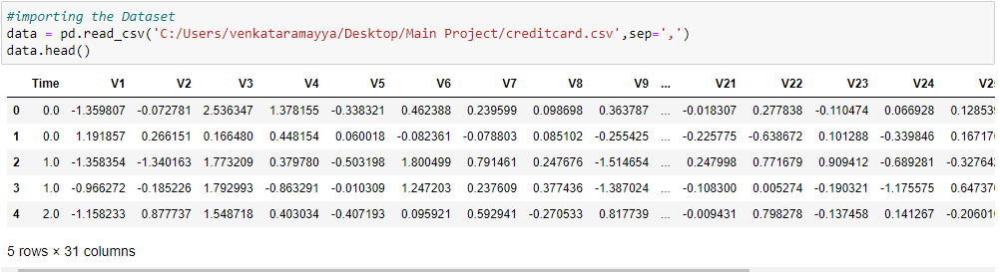 #importing the Dataset
data = pd.read_csv('C:/Users/venkataramayya/Desktop/Main Project/creditcard.csv',sep=',')
data.head()
Time V1 V2 V3 V4 V5 V6 V7 V8 V9 ... V21 V22 V23 V24
0 0.0 -1.359807 -0.072781 2.536347 1.378155 -0.338321 0.462388 0.239599 0.098698 0.363787 ... -0.018307 0.277838 -0.110474 0.066928 0.12853
1 0.0 1.191857 0.266151 0.166480 0.448154 0.060018 -0.082361 -0.078803 0.085102 -0.255425 ... -0.225775 -0.638672 0.101288 -0.339846 0.16717
2 1.0 -1.358354 -1.340163 1.773209 0.379780 -0.503198 1.800499 0.791461 0.247676 -1.514654 ... 0.247998 0.771679 0.909412 -0.689281 -0.32764
3 1.0 -0.966272 -0.185226 1.792993 -0.863291 -0.010309 1.247203 0.237609 0.377436 -1.387024 ... -0.108300 0.005274 -0.190321 -1.175575 0.64737
4 2.0 -1.158233 0.877737 1.548718 0.403034 -0.407193 0.095921 0.592941 -0.270533 0.817739 ... -0.009431 0.798278 -0.137458 0.141267 -0.20601
5 rows × 31 columns